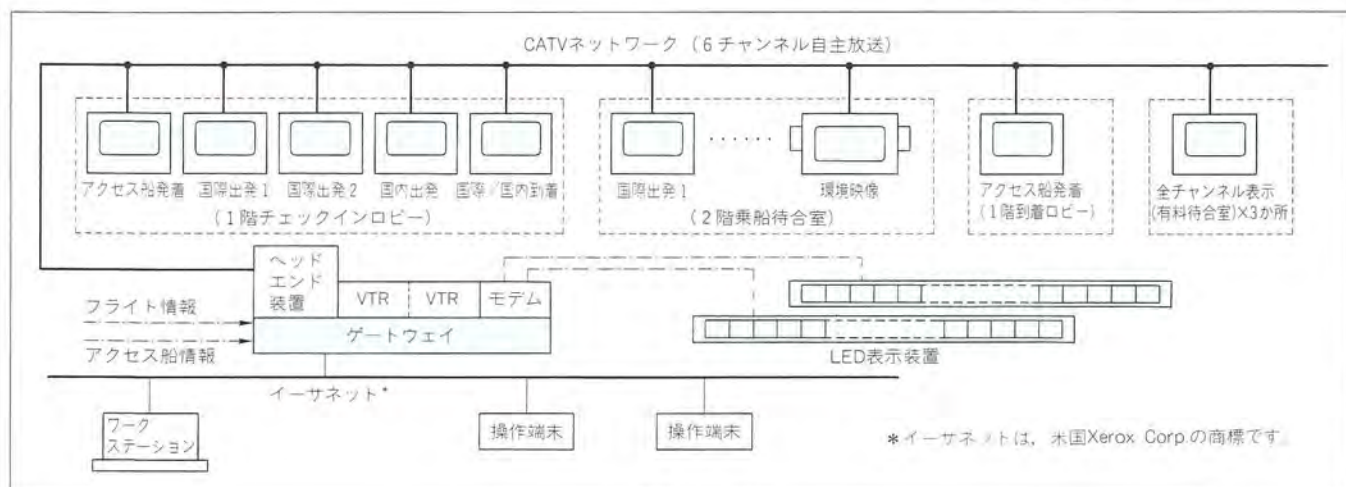 CATVネットワーク(6チャンネル自主放送)
アクセス船発着 国際出発1 国際出発2 国内出発 国際/国内到着
(1階チェックインロビー)
国際出発1 ・・・・・・ 環境映像
(2階乗船待合室)
アクセス船発着
(1階到着ロビー)
全チャンネル表示
(有料待合室)×3か所
ヘッド
エンド
装置
VTR VTR モデム
ゲートウェイ
フライト情報
アクセス船情報
LED表示装置
イーサネット*
ワーク
ステーション
操作端末 操作端末
*イーサネットは,米国Xerox Corp.の商標です。